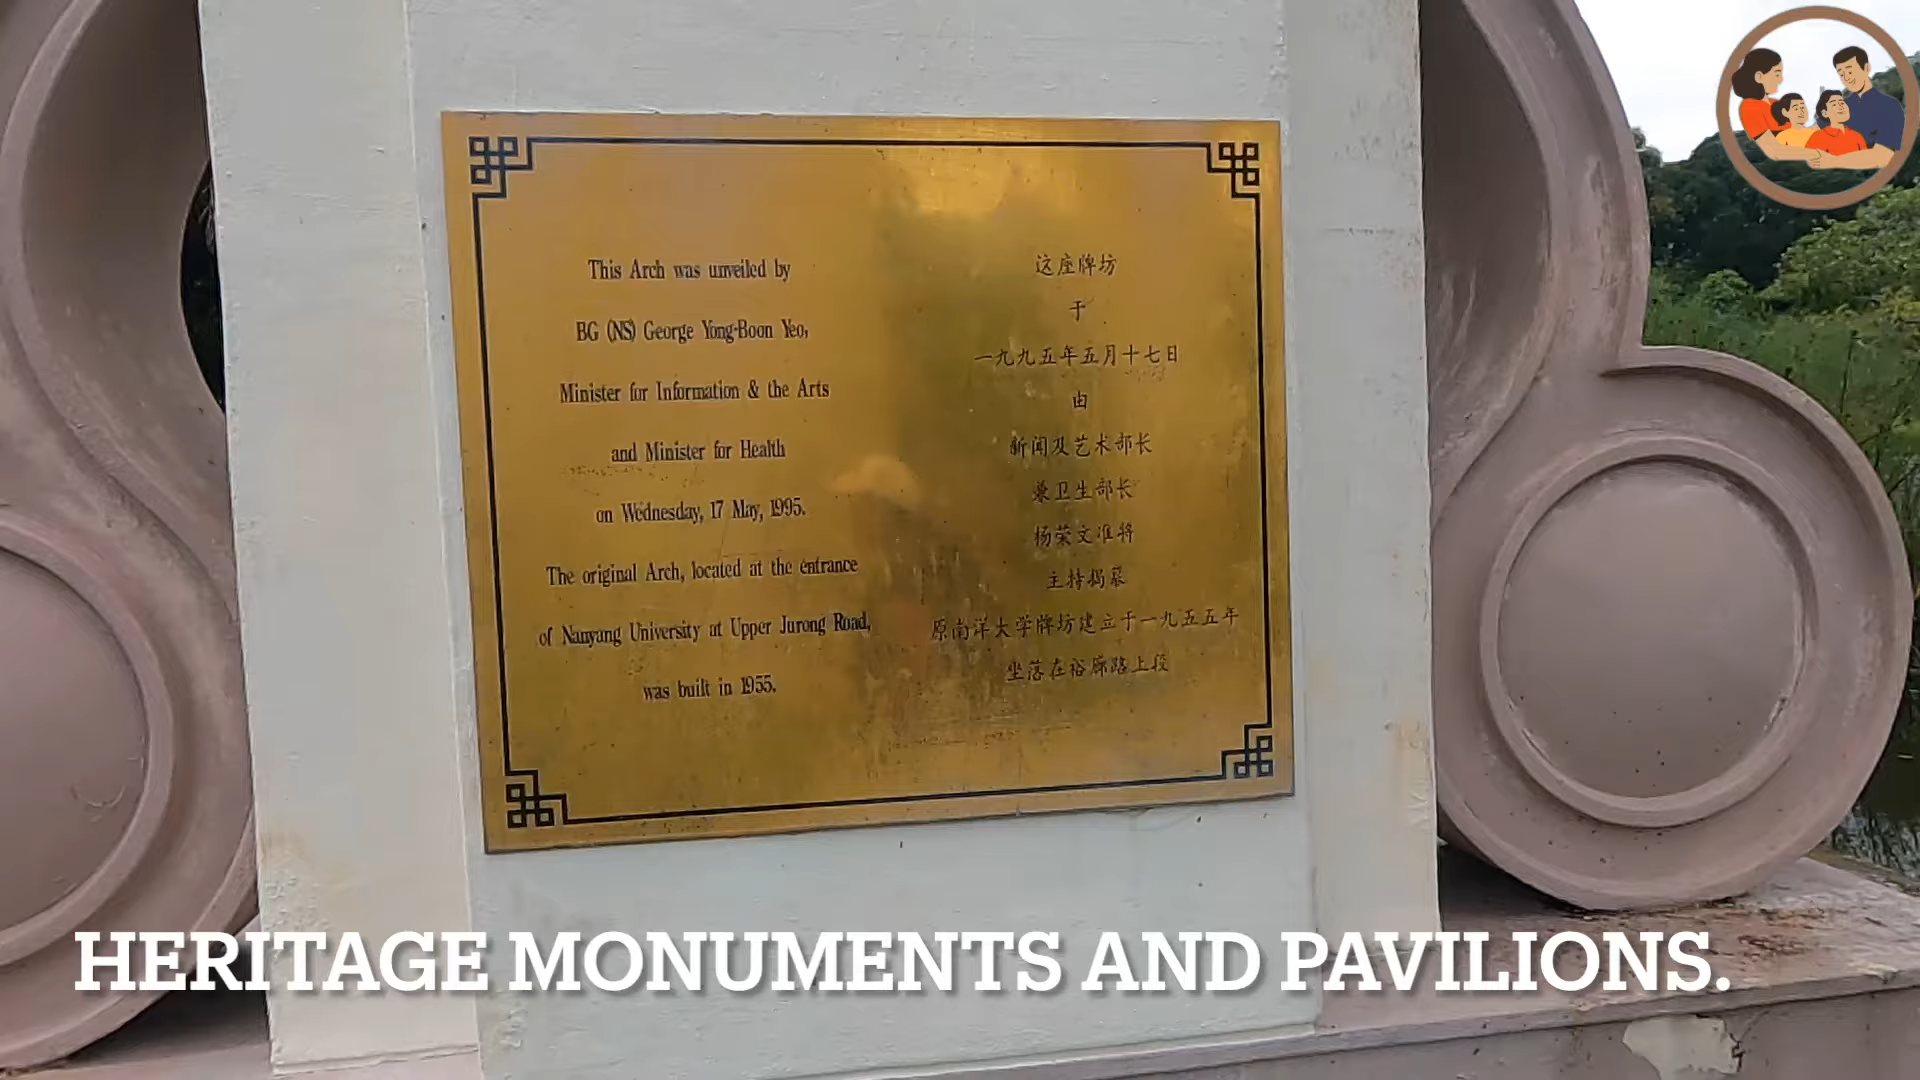 This Arch was unveiled by
BG (NS) George Yong-Boon Yeo,
Minister for Information & the Arts
and Minister for Health
on Wednesday, 17 May, 1995.
The original Arch, located at the entrance
of Nanyang University at Upper Jurong Road,
was built in 1955.
这座牌坊
于
一九九五年五月十七日
由
新闻及艺术部长
兼卫生部长
杨荣文准将
主持揭幕
原南洋大学牌坊建立于一九五五年
坐落在裕廊路上段
HERITAGE MONUMENTS AND PAVILIONS.